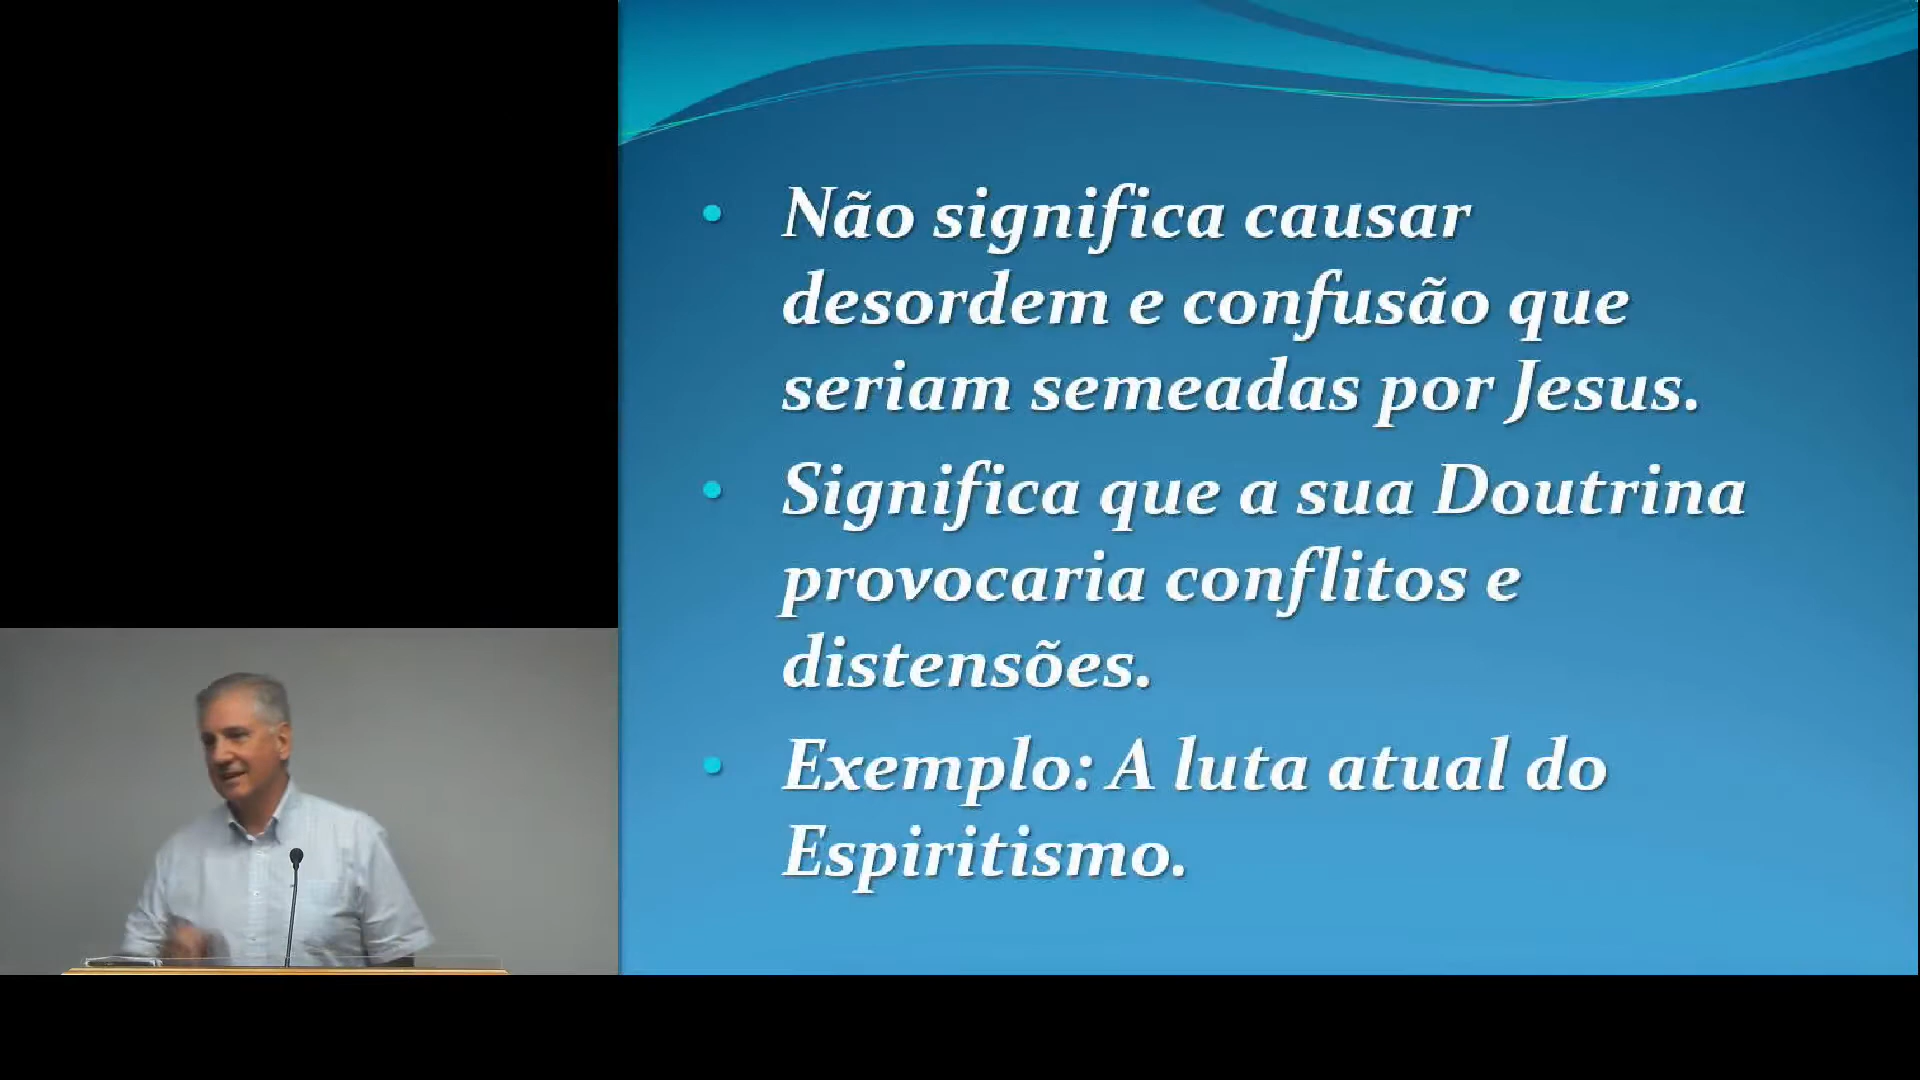 Não significa causar
desordem e confusão que
seriam semeadas por Jesus.
Significa que a sua Doutrina
provocaria conflitos e
distensões.
Exemplo: A luta atual do
Espiritismo.